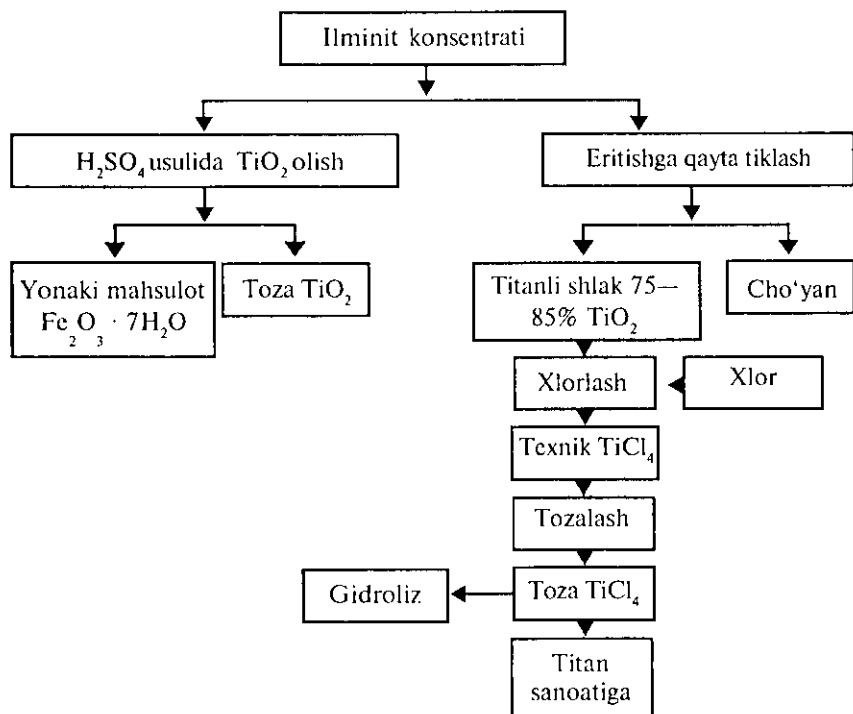 Ilminit konsentrati
H₂SO₄ usulida TiO₂ olish
Eritishga qayta tiklash
Yonaki mahsulot
Fe₂O₃ · 7H₂O
Toza TiO₂
Titanli shlak 75—
85% TiO₂
Cho‘yan
Xlorlash
Xlor
Texnik TiCl₄
Tozalash
Gidroliz
Toza TiCl₄
Titan
sanoatiga